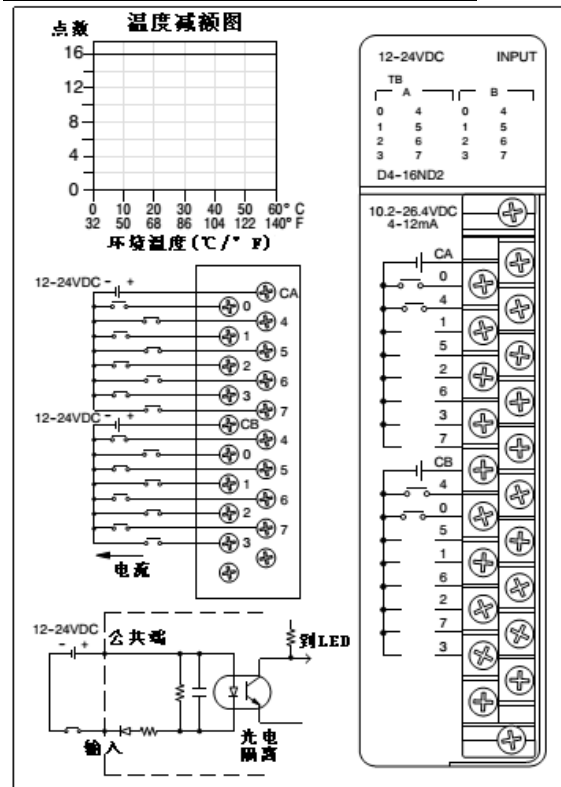 温度减额图
点数
16
12
8
4
0
0 10 20 30 40 50 60°C
32 50 68 86 104 122 140°F
环境温度(℃/°F)
12-24VDC - +
CA
0
4
1
5
2
6
3
7
12-24VDC - +
CB
4
0
5
1
6
2
7
3
电流
12-24VDC
- +
公共端
到LED
输入
光电
隔离
12-24VDC INPUT
TB
A B
0 4 0 4
1 5 1 5
2 6 2 6
3 7 3 7
D4-16ND2
10.2-26.4VDC
4-12mA
CA
0
4
1
5
2
6
3
7
CB
4
0
5
1
6
2
7
3